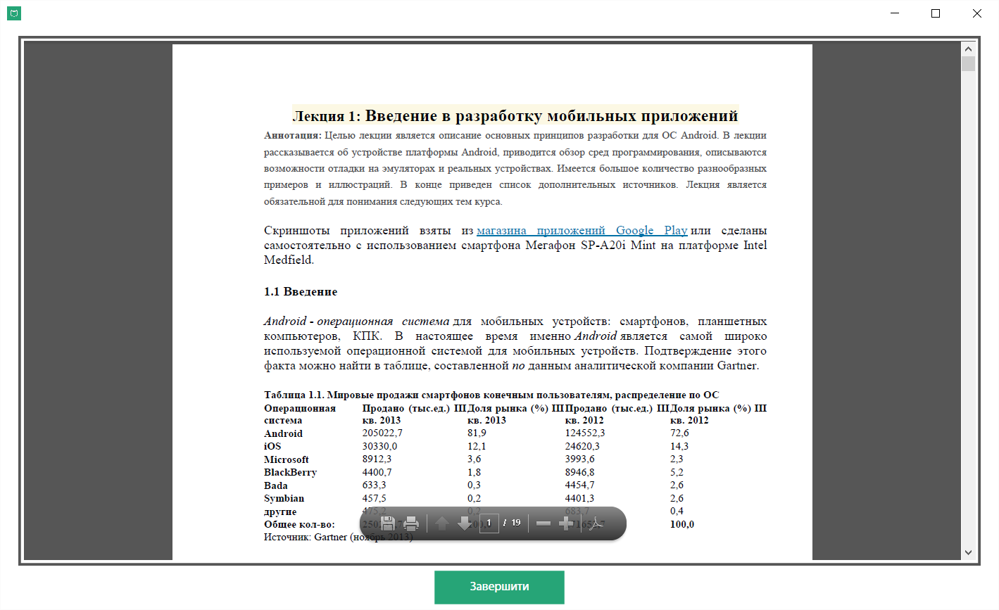 Лекция 1: Введение в разработку мобильных приложений
Аннотация: Целью лекции является описание основных принципов разработки для ОС Android. В лекции
рассказывается об устройстве платформы Android, приводится обзор сред программирования, описываются
возможности отладки на эмуляторах и реальных устройствах. Имеется большое количество разнообразных
примеров и иллюстраций. В конце приведен список дополнительных источников. Лекция является
обязательной для понимания следующих тем курса.
Скриншоты приложений взяты из магазина приложений Google Play или сделаны
самостоятельно с использованием смартфона Мегафон SP-A20i Mint на платформе Intel
Medfield.
1.1 Введение
Android - операционная система для мобильных устройств: смартфонов, планшетных
компьютеров, КПК. В настоящее время именно Android является самой широко
используемой операционной системой для мобильных устройств. Подтверждение этого
факта можно найти в таблице, составленной по данным аналитической компании Gartner.
Таблица 1.1. Мировые продажи смартфонов конечным пользователям, распределение по ОС
Операционная Продано (тыс.ед.) III Доля рынка (%) III Продано (тыс.ед.) III Доля рынка (%) III
система кв. 2013 кв. 2013 кв. 2012 кв. 2012
Android 205022,7 81,9 124552,3 72,6
iOS 30330,0 12,1 24620,3 14,3
Microsoft 8912,3 3,6 3993,6 2,3
BlackBerry 4400,7 1,8 8946,8 5,2
Bada 633,3 0,3 4454,7 2,6
Symbian 457,5 0,2 4401,3 2,6
другие 475,2 0,2 683,7 0,4
Общее кол-во: 100,0
Источник: Gartner (ноябрь 2013)
1 / 19
Завершити